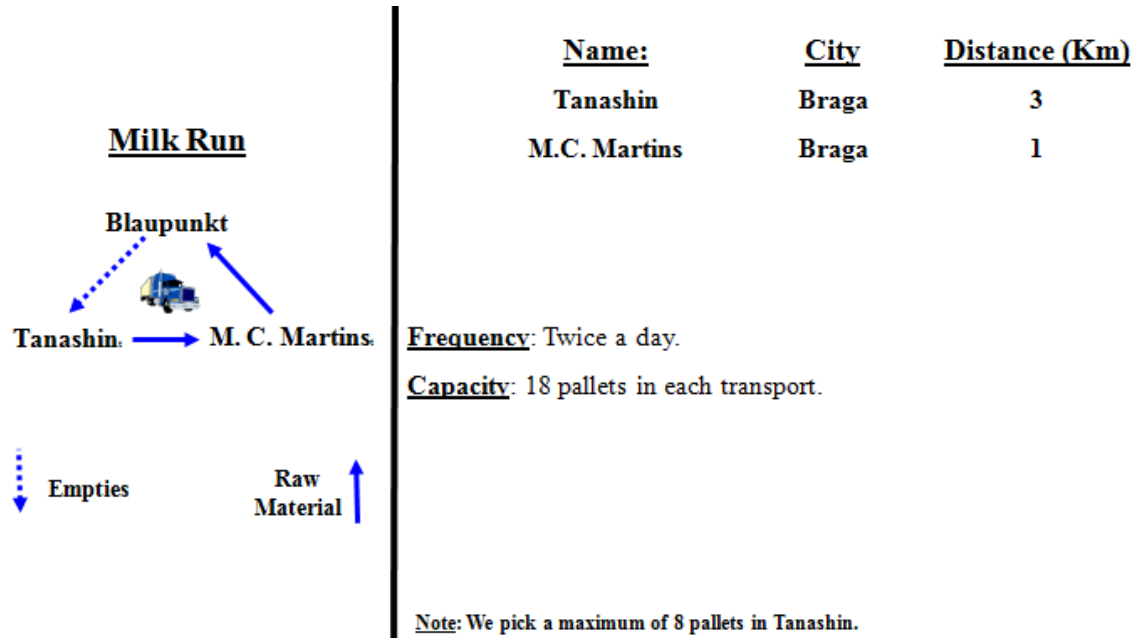 Milk Run
Blaupunkt
Tanashin
M. C. Martins
Empties
Raw
Material
Name: City Distance (Km)
Tanashin Braga 3
M.C. Martins Braga 1
Frequency: Twice a day.
Capacity: 18 pallets in each transport.
Note: We pick a maximum of 8 pallets in Tanashin.